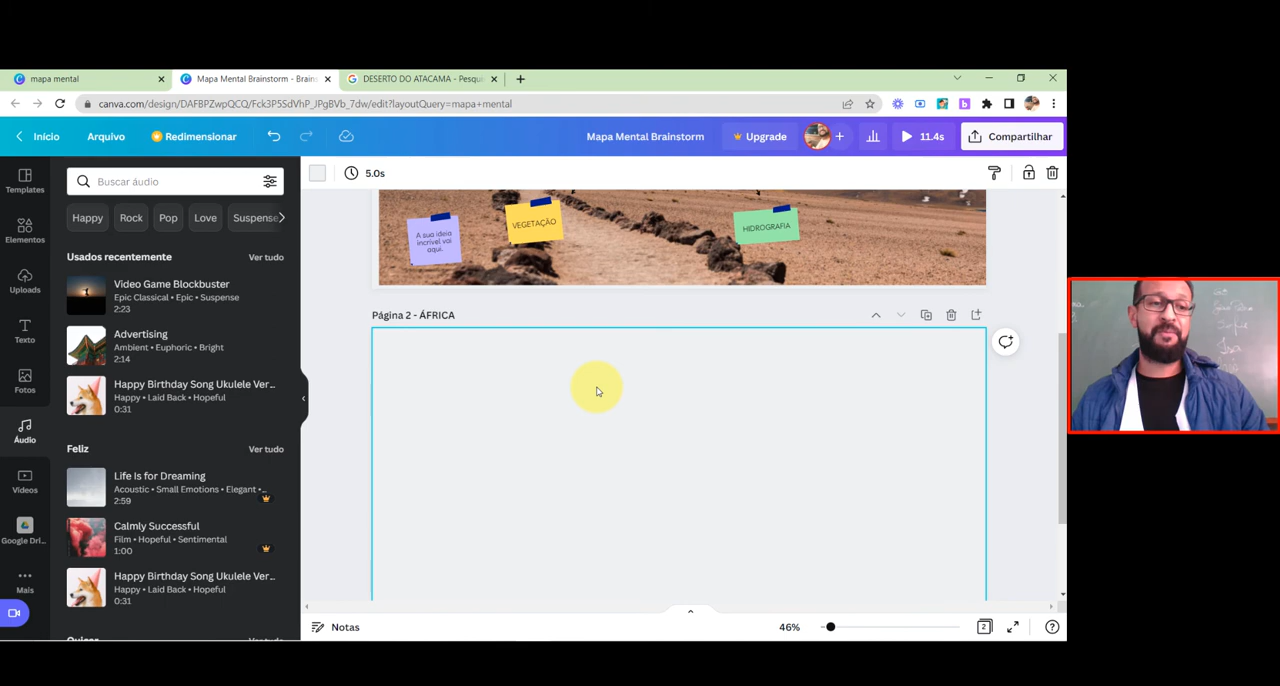 mapa mental
Mapa Mental Brainstorm - Brains
DESERTO DO ATACAMA - Pesqui
canva.com/design/DAFBPZwpQCQ/Fck3P5SdVhP_JPgBVb_7dw/edit?layoutQuery=mapa+mental
Início
Arquivo
Redimensionar
Mapa Mental Brainstorm
Upgrade
11.4s
Compartilhar
Templates
Elementos
Uploads
Texto
Fotos
Áudio
Vídeos
Google Dri...
Mais
Buscar áudio
Happy
Rock
Pop
Love
Suspense
Usados recentemente
Ver tudo
Video Game Blockbuster
Epic Classical • Epic • Suspense
2:23
Advertising
Ambient • Euphoric • Bright
2:14
Happy Birthday Song Ukulele Ver...
Happy • Laid Back • Hopeful
0:31
Feliz
Ver tudo
Life Is for Dreaming
Acoustic • Small Emotions • Elegant •...
2:59
Calmly Successful
Film • Hopeful • Sentimental
1:00
Happy Birthday Song Ukulele Ver...
Happy • Laid Back • Hopeful
0:31
Ver tudo
5.0s
A sua ideia
incrível vai
aqui.
VEGETAÇÃO
HIDROGRAFIA
Página 2 - ÁFRICA
Notas
46%
2